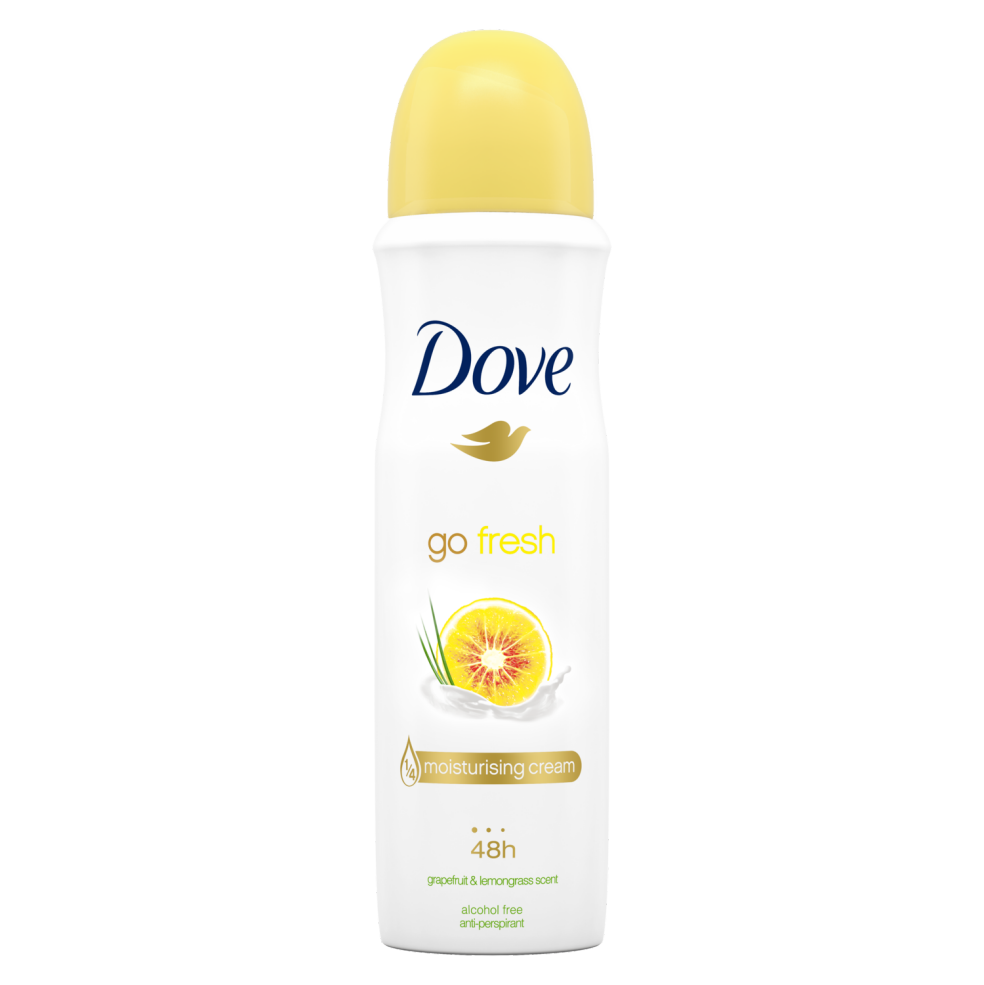 Dove
go fresh
1/4 moisturising cream
48h
grapefruit & lemongrass scent
alcohol free
anti-perspirant